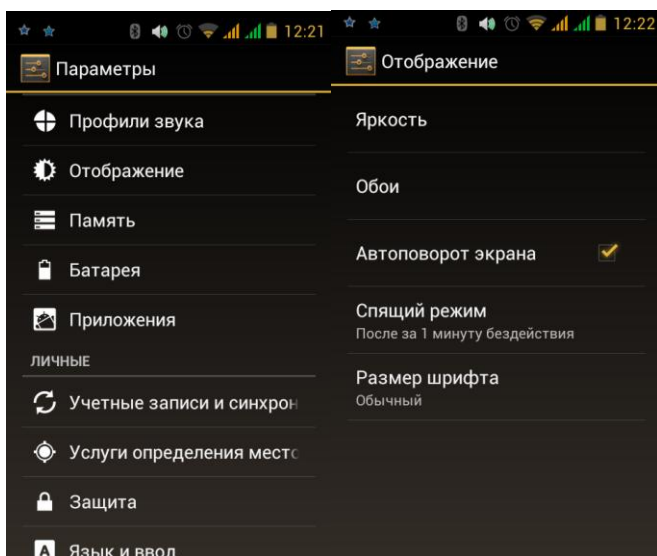 12:21
Параметры
Профили звука
Отображение
Память
Батарея
Приложения
ЛИЧНЫЕ
Учетные записи и синхрон
Услуги определения местс
Защита
Язык и ввод
12:22
Отображение
Яркость
Обои
Автоповорот экрана
Спящий режим
После за 1 минуту бездействия
Размер шрифта
Обычный